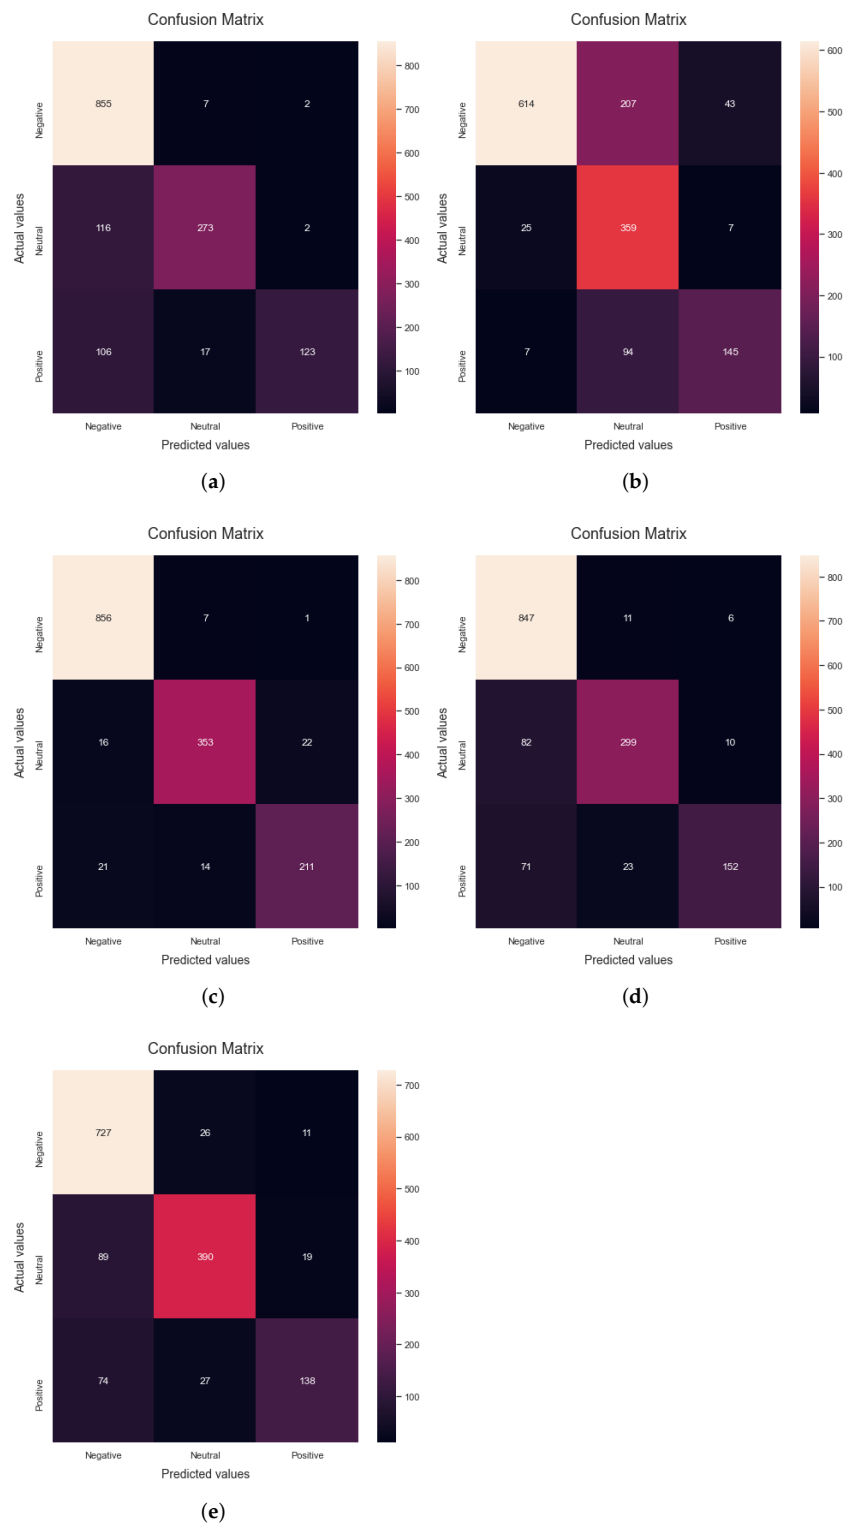 Confusion Matrix
Negative 855 7 2
Neutral 116 273 2
Positive 106 17 123
Actual values
Negative Neutral Positive
Predicted values
800
700
600
500
400
300
200
100
(a)
Confusion Matrix
Negative 614 207 43
Neutral 25 359 7
Positive 7 94 145
Actual values
Negative Neutral Positive
Predicted values
600
500
400
300
200
100
(b)
Confusion Matrix
Negative 856 7 1
Neutral 16 353 22
Positive 21 14 211
Actual values
Negative Neutral Positive
Predicted values
800
700
600
500
400
300
200
100
(c)
Confusion Matrix
Negative 847 11 6
Neutral 82 299 10
Positive 71 23 152
Actual values
Negative Neutral Positive
Predicted values
800
700
600
500
400
300
200
100
(d)
Confusion Matrix
Negative 727 26 11
Neutral 89 390 19
Positive 74 27 138
Actual values
Negative Neutral Positive
Predicted values
700
600
500
400
300
200
100
(e)